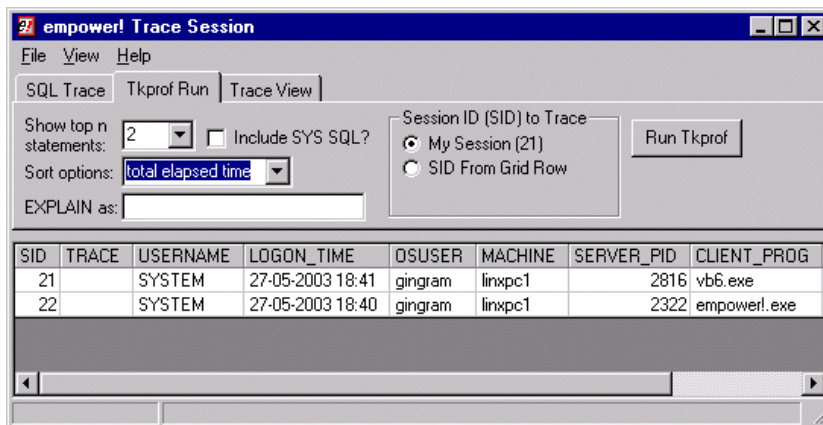 empower! Trace Session
File View Help
SQL Trace Tkprof Run Trace View
Show top n statements: 2 Include SYS SQL?
Sort options: total elapsed time
EXPLAIN as:
Session ID (SID) to Trace
My Session (21)
SID From Grid Row
Run Tkprof
SID TRACE USERNAME LOGON_TIME OSUSER MACHINE SERVER_PID CLIENT_PROG
21 SYSTEM 27-05-2003 18:41 gingram linxpc1 2816 vb6.exe
22 SYSTEM 27-05-2003 18:40 gingram linxpc1 2322 empower!.exe